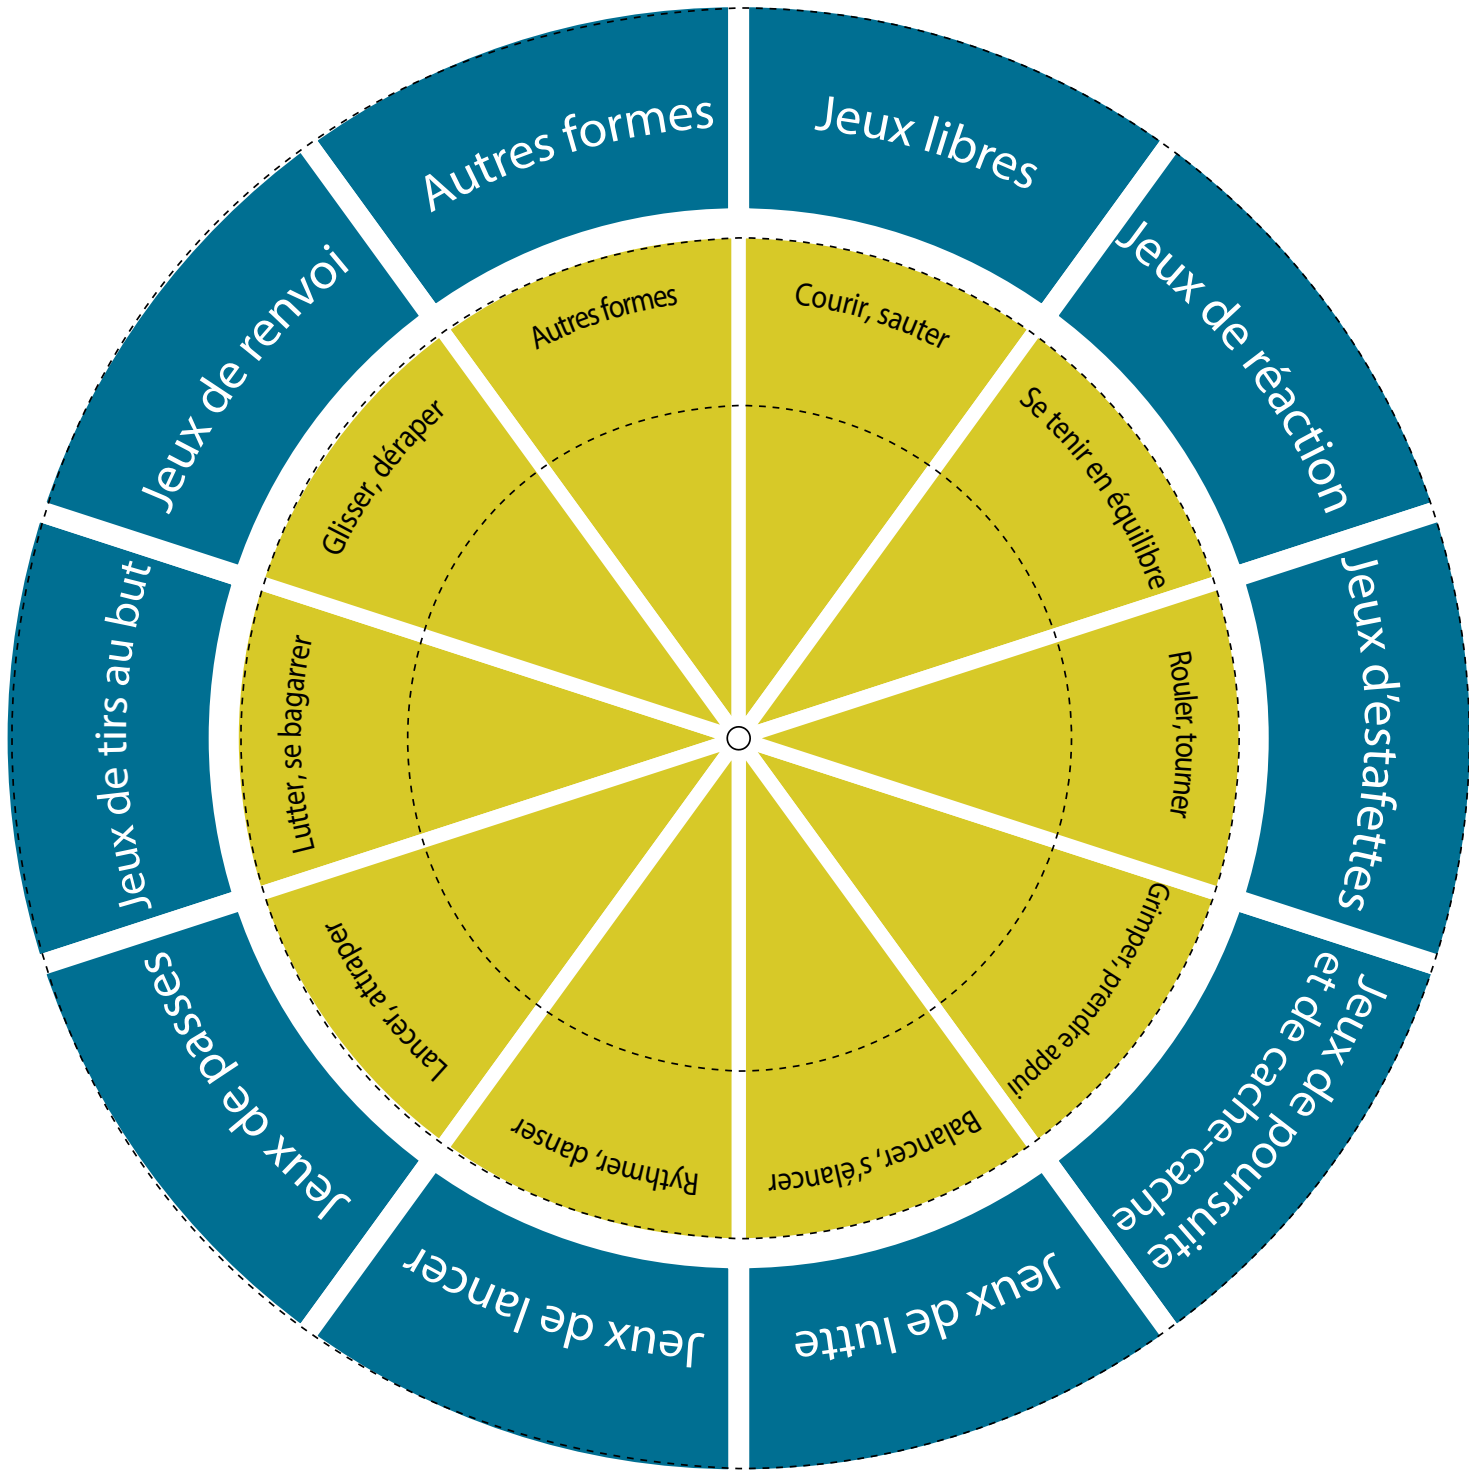 Jeux libres
Jeux de réaction
Jeux d’estafettes
Jeux de poursuite
et de cache-cache
Jeux de lutte
Jeux de lancer
Jeux de passes
Jeux de tirs au but
Jeux de renvoi
Autres formes
Courir, sauter
Se tenir en équilibre
Rouler, tourner
Grimper, prendre appui
Balancer, s’élancer
Rythmer, danser
Lancer, attraper
Lutter, se bagarrer
Glisser, déraper
Autres formes